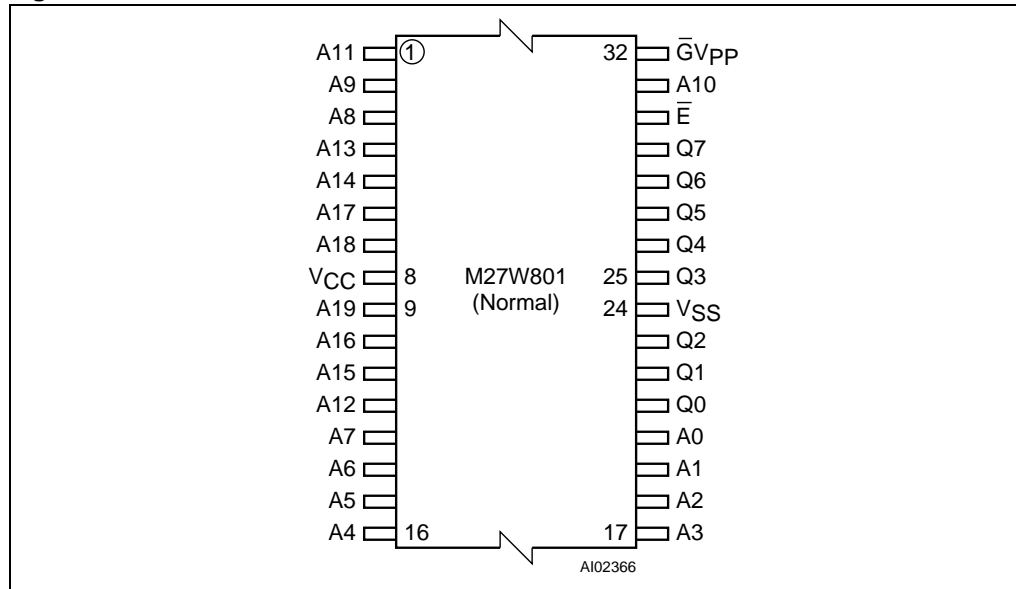 A11 ① 32 G̅VPP
A9 A10
A8 E̅
A13 Q7
A14 Q6
A17 Q5
A18 Q4
VCC 8 M27W801 25 Q3
A19 9 (Normal) 24 VSS
A16 Q2
A15 Q1
A12 Q0
A7 A0
A6 A1
A5 A2
A4 16 17 A3
AI02366